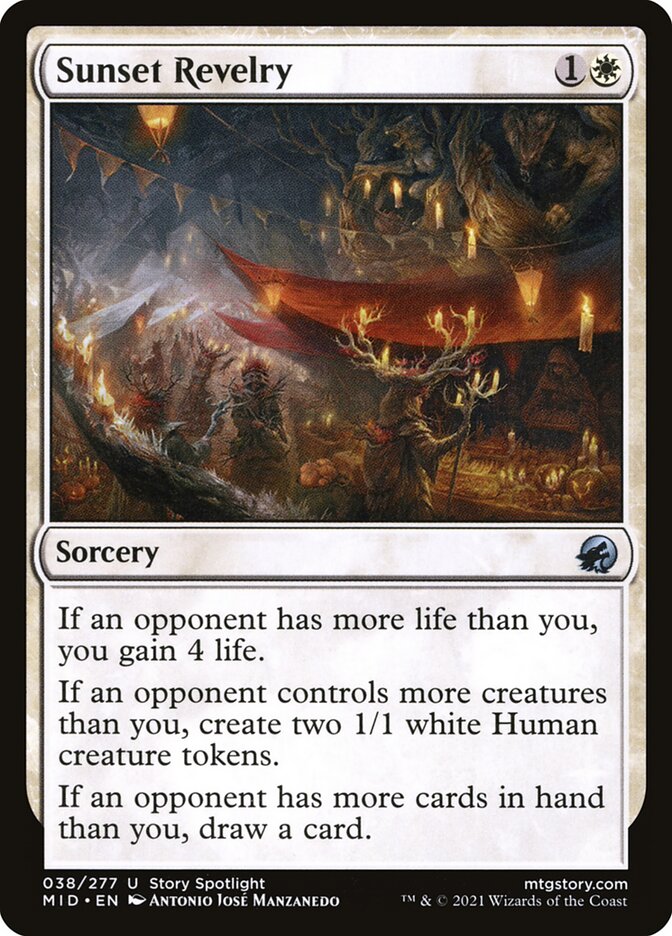 Sunset Revelry 1
Sorcery
If an opponent has more life than you,
you gain 4 life.
If an opponent controls more creatures
than you, create two 1/1 white Human
creature tokens.
If an opponent has more cards in hand
than you, draw a card.
038/277 U Story Spotlight mtgstory.com
MID • EN Antonio José Manzanedo ™ & © 2021 Wizards of the Coast